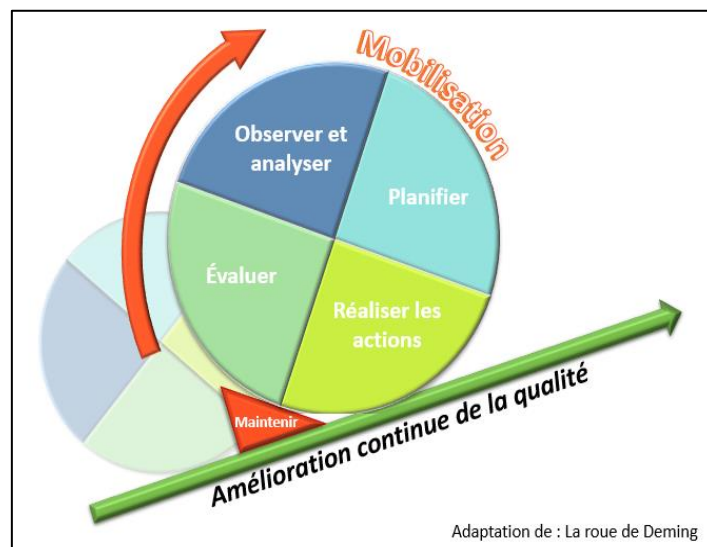 Mobilisation
Observer et
analyser
Planifier
Évaluer
Réaliser les
actions
Maintenir
Amélioration continue de la qualité
Adaptation de : La roue de Deming